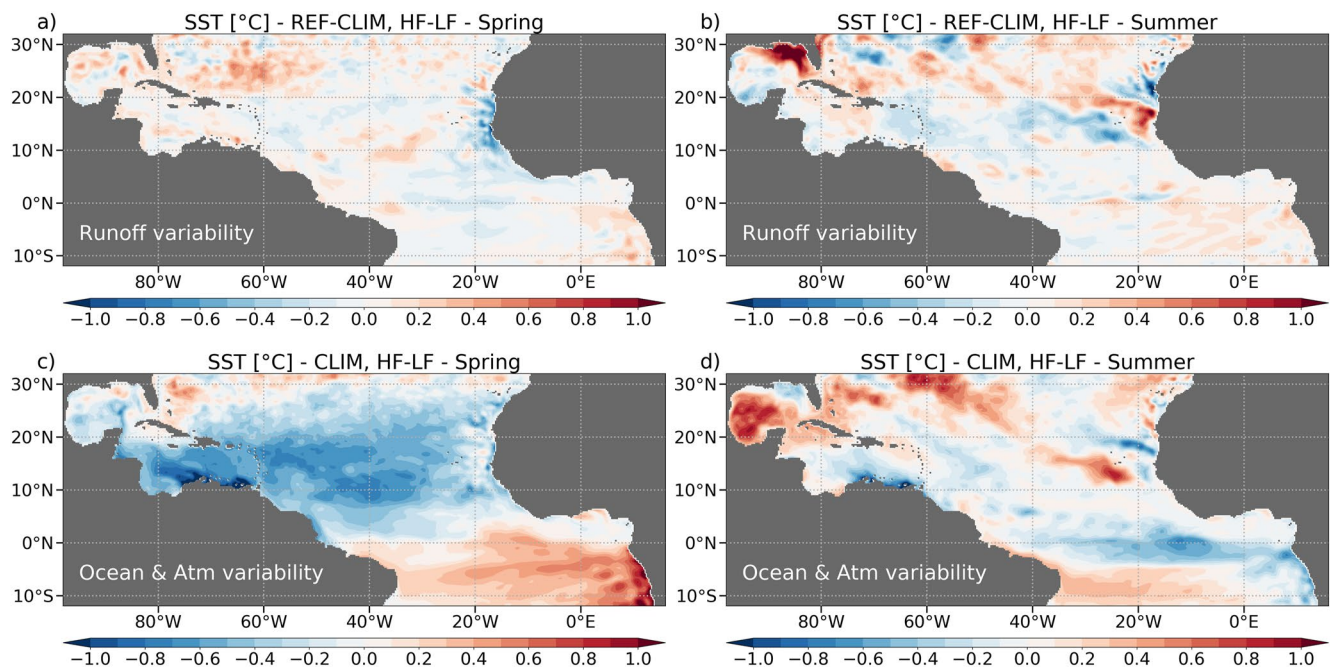 a)
SST [°C] - REF-CLIM, HF-LF - Spring
30°N
20°N
10°N
0°N
10°S
Runoff variability
80°W 60°W 40°W 20°W 0°E
−1.0 −0.8 −0.6 −0.4 −0.2 0.0 0.2 0.4 0.6 0.8 1.0
b)
SST [°C] - REF-CLIM, HF-LF - Summer
30°N
20°N
10°N
0°N
10°S
Runoff variability
80°W 60°W 40°W 20°W 0°E
−1.0 −0.8 −0.6 −0.4 −0.2 0.0 0.2 0.4 0.6 0.8 1.0
c)
SST [°C] - CLIM, HF-LF - Spring
30°N
20°N
10°N
0°N
10°S
Ocean & Atm variability
80°W 60°W 40°W 20°W 0°E
−1.0 −0.8 −0.6 −0.4 −0.2 0.0 0.2 0.4 0.6 0.8 1.0
d)
SST [°C] - CLIM, HF-LF - Summer
30°N
20°N
10°N
0°N
10°S
Ocean & Atm variability
80°W 60°W 40°W 20°W 0°E
−1.0 −0.8 −0.6 −0.4 −0.2 0.0 0.2 0.4 0.6 0.8 1.0